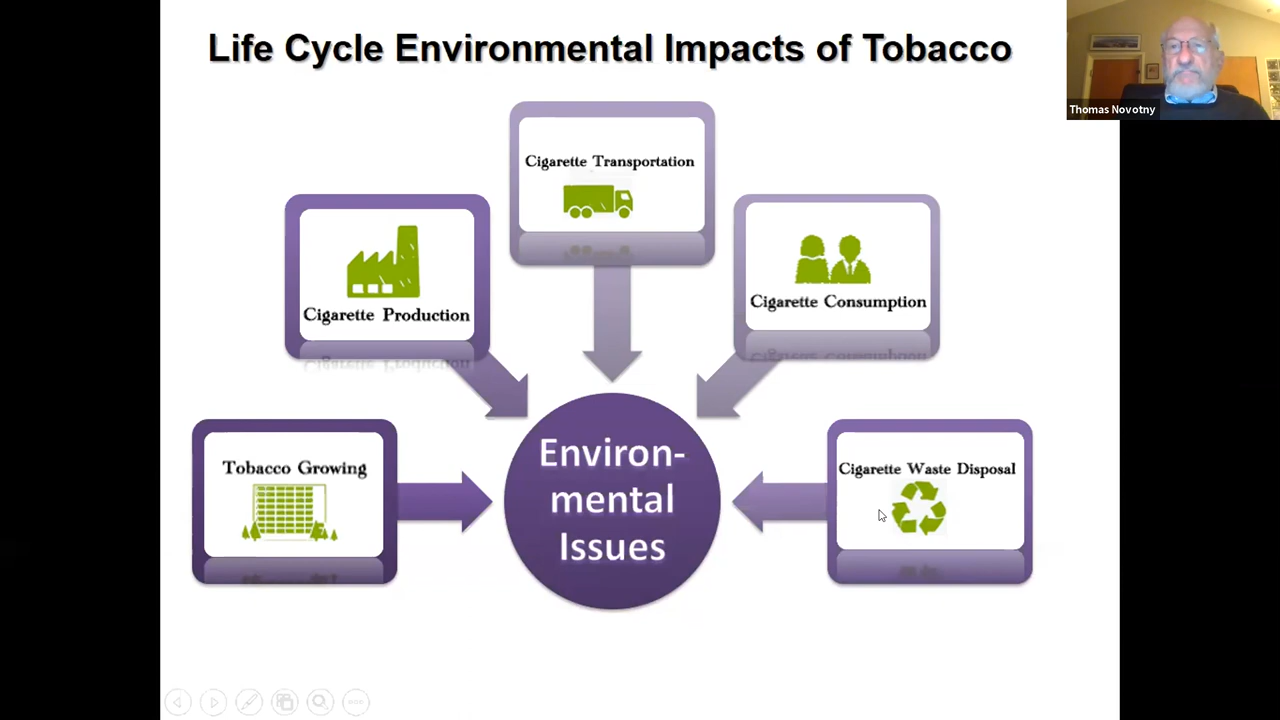 Life Cycle Environmental Impacts of Tobacco
Thomas Novotny
Cigarette Transportation
Cigarette Production
Cigarette Consumption
Tobacco Growing
Environ-
mental
Issues
Cigarette Waste Disposal